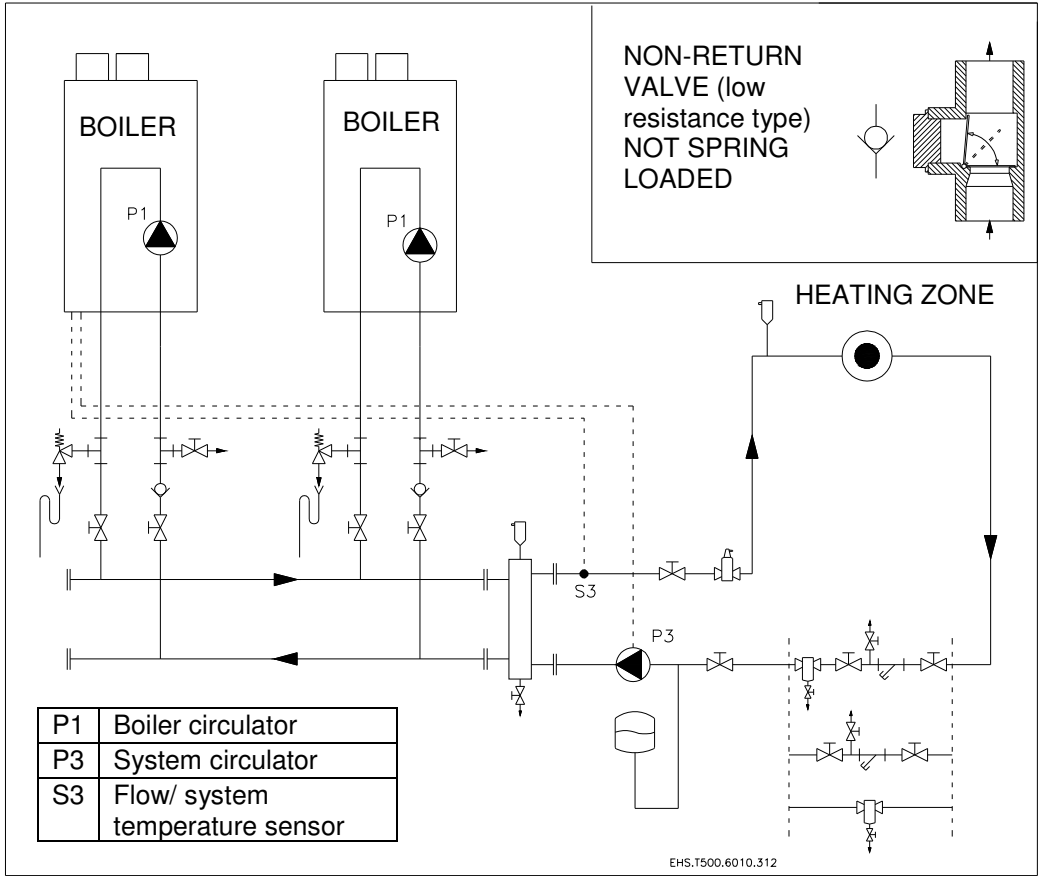 BOILER
BOILER
P1
P1
NON-RETURN
VALVE (low
resistance type)
NOT SPRING
LOADED
HEATING ZONE
S3
P3
P1 Boiler circulator
P3 System circulator
S3 Flow/ system
temperature sensor
EHS.T500.6010.312